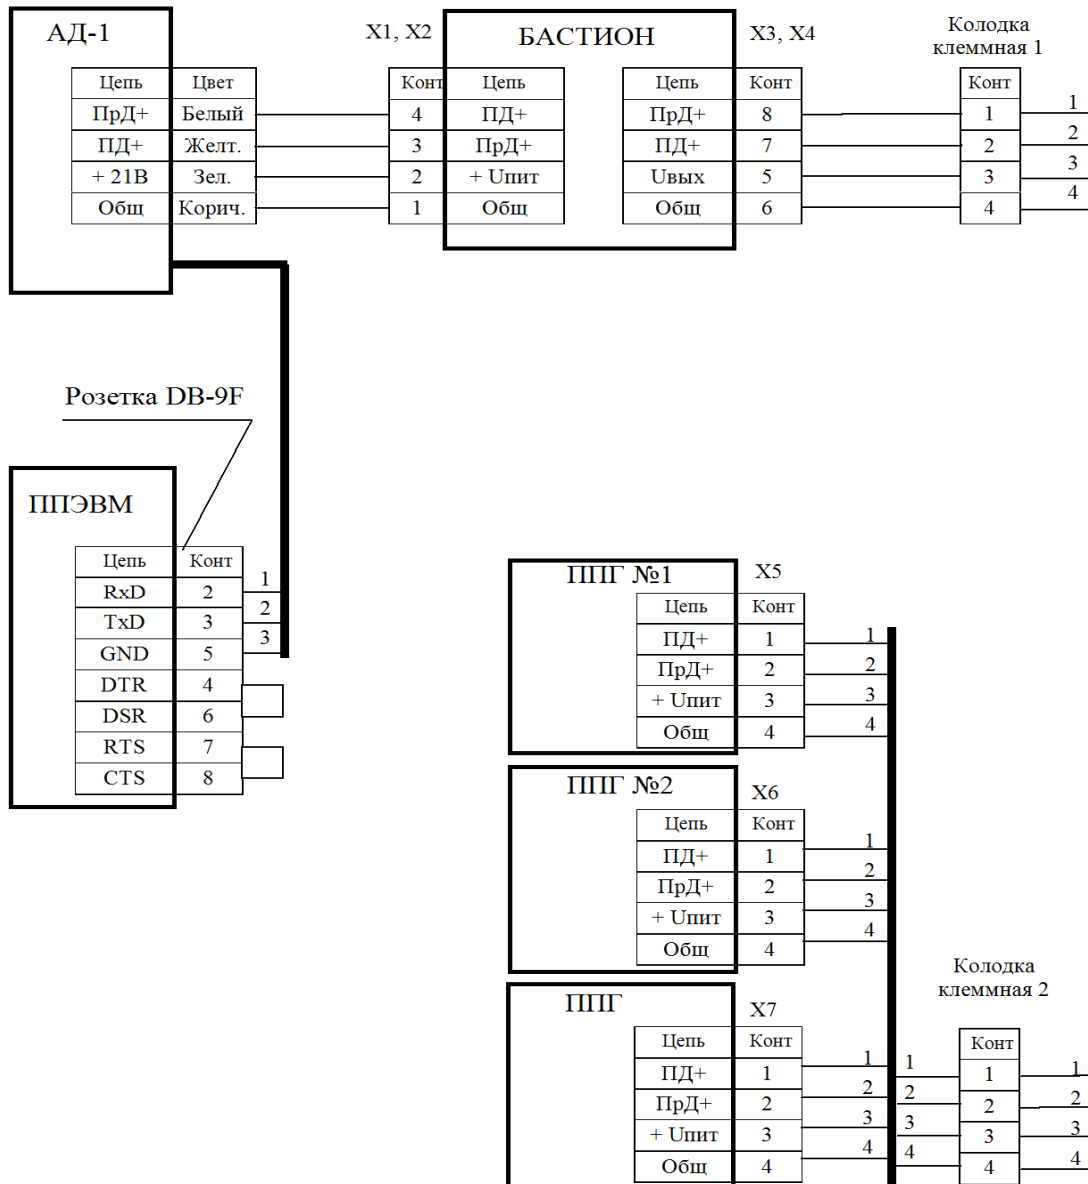 АД-1
Цепь Цвет
ПрД+ Белый
ПД+ Желт.
+ 21В Зел.
Общ Корич.
X1, X2
БАСТИОН
X3, X4
Конт Цепь
4 ПД+
3 ПрД+
2 + Uпит
1 Общ
Цепь Конт
ПрД+ 8
ПД+ 7
Uвых 5
Общ 6
Колодка
клеммная 1
Конт
1 1
2 2
3 3
4 4
Розетка DB-9F
ППЭВМ
Цепь Конт
RxD 2 1
TxD 3 2
GND 5 3
DTR 4
DSR 6
RTS 7
CTS 8
ППГ №1
X5
Цепь Конт
ПД+ 1 1
ПрД+ 2 2
+ Uпит 3 3
Общ 4 4
ППГ №2
X6
Цепь Конт
ПД+ 1 1
ПрД+ 2 2
+ Uпит 3 3
Общ 4 4
ППГ
X7
Цепь Конт
ПД+ 1 1
ПрД+ 2 2
+ Uпит 3 3
Общ 4 4
Колодка
клеммная 2
Конт
1 1 1
2 2 2
3 3 3
4 4 4